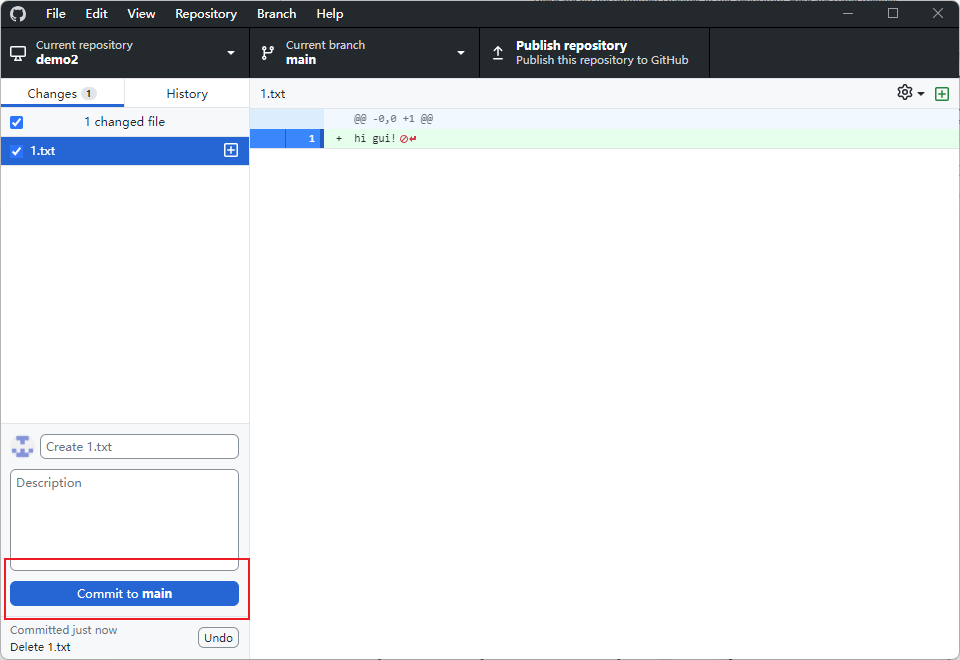 File Edit View Repository Branch Help
Current repository
demo2
Current branch
main
Publish repository
Publish this repository to GitHub
Changes 1
History
1 changed file
1.txt
1.txt
@@ -0,0 +1 @@
1 + hi gui!
Create 1.txt
Description
Commit to main
Committed just now
Delete 1.txt
Undo